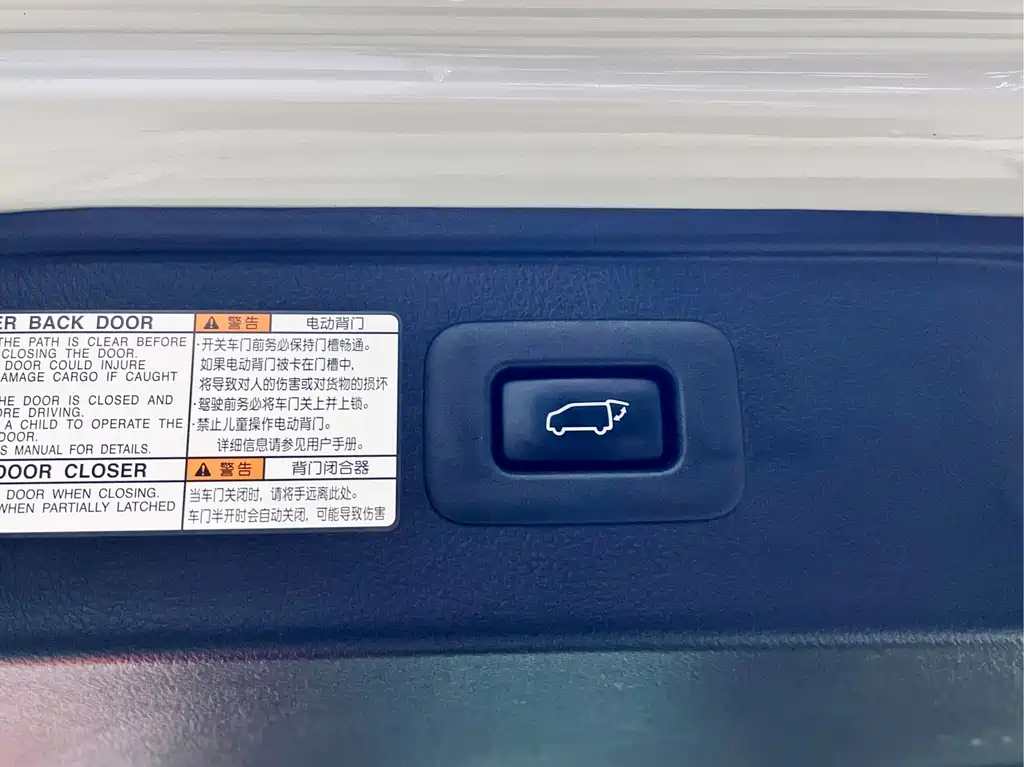 ER BACK DOOR
THE PATH IS CLEAR BEFORE
CLOSING THE DOOR.
DOOR COULD INJURE
AMAGE CARGO IF CAUGHT
HE DOOR IS CLOSED AND
ORE DRIVING.
A CHILD TO OPERATE THE
DOOR.
S MANUAL FOR DETAILS.
警告 电动背门
·开关车门前务必保持门槽畅通。
如果电动背门被卡在门槽中,
将导致对人的伤害或对货物的损坏
·驾驶前务必将车门关上并上锁。
·禁止儿童操作电动背门。
详细信息请参见用户手册。
DOOR CLOSER
DOOR WHEN CLOSING.
WHEN PARTIALLY LATCHED
警告 背门闭合器
当车门关闭时, 请将手远离此处。
车门半开时会自动关闭, 可能导致伤害